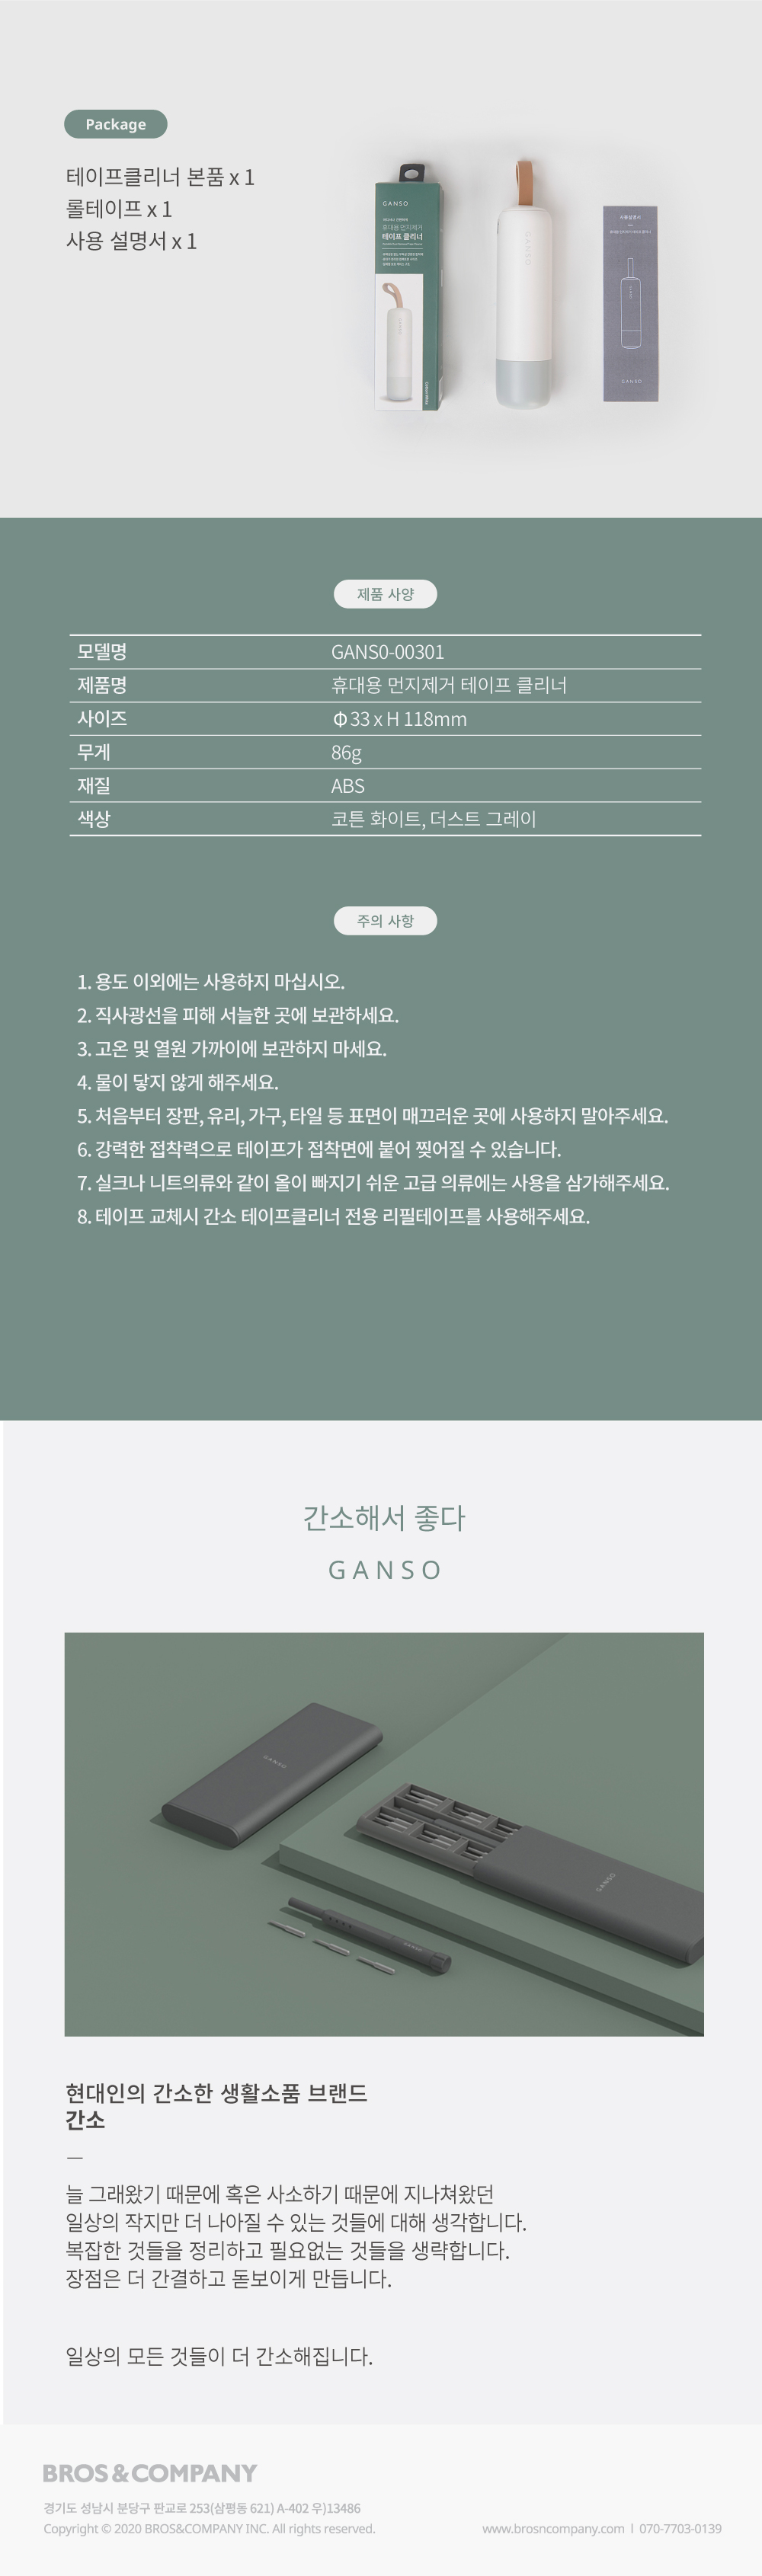 Package
테이프클리너 본품 x 1
롤테이프 x 1
사용 설명서 x 1
GANSO
휴대용 먼지제거
테이프 클리너
GANSO
사용설명서
GANSO
제품 사양
모델명 GANS0-00301
제품명 휴대용 먼지제거 테이프 클리너
사이즈 Φ 33 x H 118mm
무게 86g
재질 ABS
색상 코튼 화이트, 더스트 그레이
주의 사항
1. 용도 이외에는 사용하지 마십시오.
2. 직사광선을 피해 서늘한 곳에 보관하세요.
3. 고온 및 열원 가까이에 보관하지 마세요.
4. 물이 닿지 않게 해주세요.
5. 처음부터 장판, 유리, 가구, 타일 등 표면이 매끄러운 곳에 사용하지 말아주세요.
6. 강력한 접착력으로 테이프가 접착면에 붙어 찢어질 수 있습니다.
7. 실크나 니트의류와 같이 올이 빠지기 쉬운 고급 의류에는 사용을 삼가해주세요.
8. 테이프 교체시 간소 테이프클리너 전용 리필테이프를 사용해주세요.
간소해서 좋다
GANSO
GANSO
GANSO
GANSO
현대인의 간소한 생활소품 브랜드
간소
늘 그래왔기 때문에 혹은 사소하기 때문에 지나쳐왔던
일상의 작지만 더 나아질 수 있는 것들에 대해 생각합니다.
복잡한 것들을 정리하고 필요없는 것들을 생략합니다.
장점은 더 간결하고 돋보이게 만듭니다.
일상의 모든 것들이 더 간소해집니다.
BROS & COMPANY
경기도 성남시 분당구 판교로 253(삼평동 621) A-402 우)13486
Copyright © 2020 BROS&COMPANY INC. All rights reserved.
www.brosncompany.com l 070-7703-0139